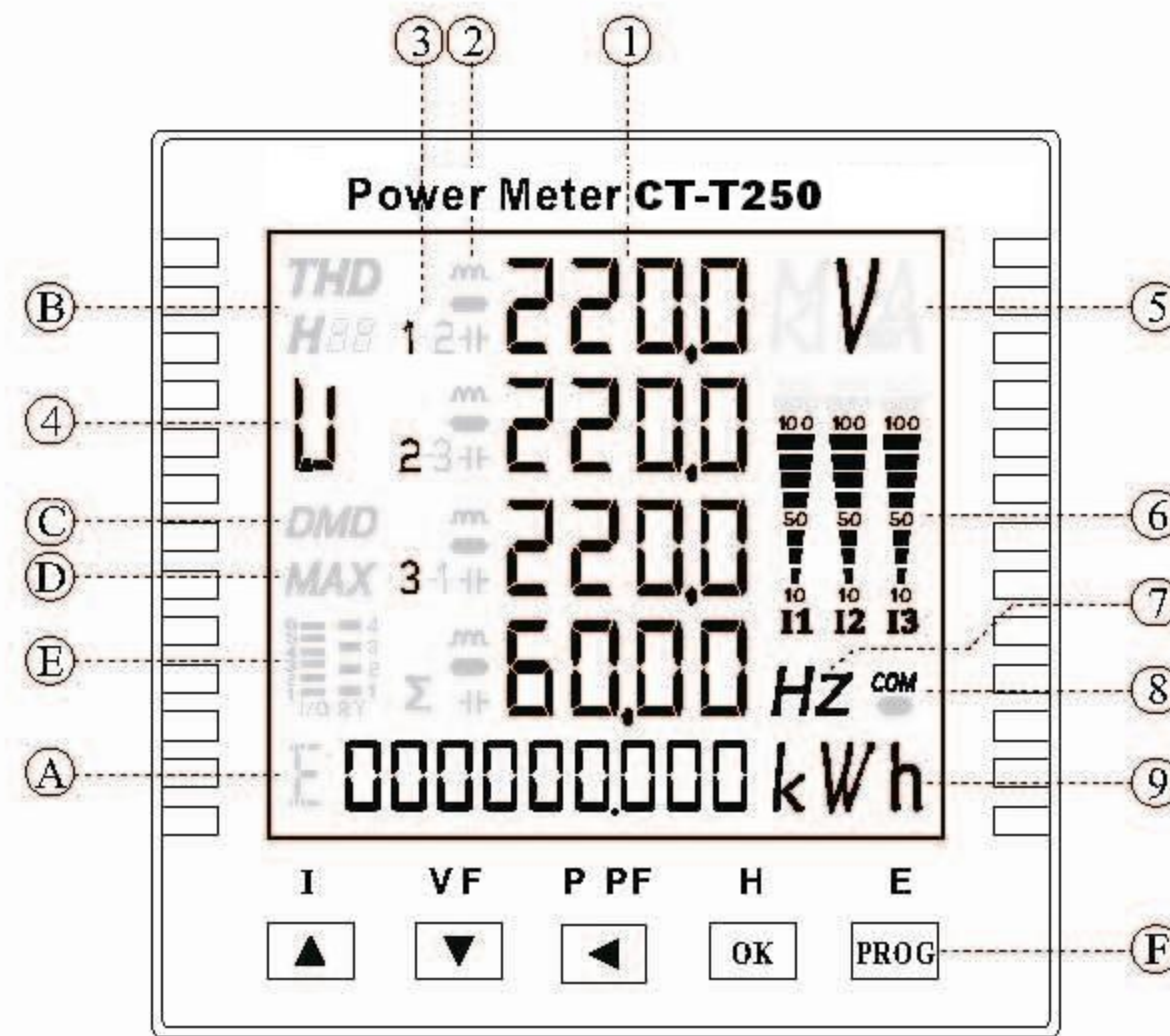 3 2 1
Power Meter CT-T250
B THD 220.0 V 5
H88 1-2
4 U 2-3 220.0
100 100 100
50 50 50 6
C DMD 220.0
D MAX 3-1
10 10 10 7
I1 I2 I3
E 4
3
2
1
I/O RY Σ 60.00 Hz COM 8
A E 000000.000 kWh 9
I V F P PF H E
▲ ▼ ◀ OK PROG F